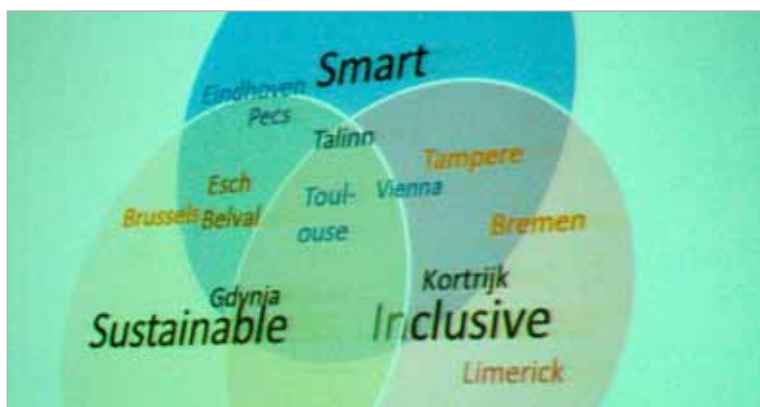 Smart
Eindhoven
Pecs
Talinn
Tampere
Esch
Belval
Toul-
ouse
Vienna
Brussels
Bremen
Gdynia
Kortrijk
Sustainable
Inclusive
Limerick